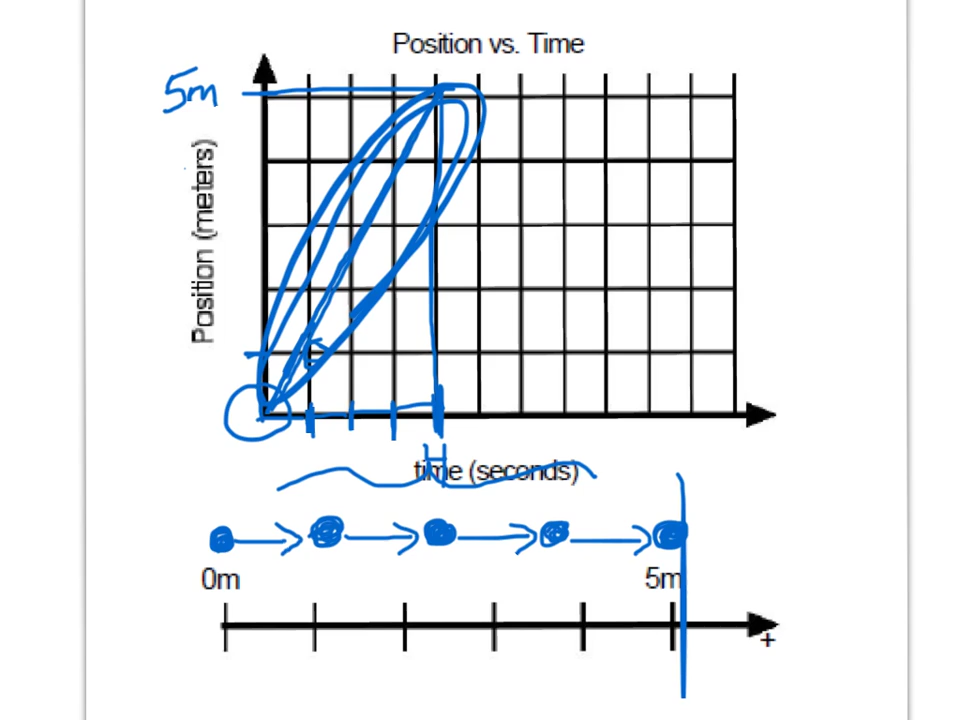 Position vs. Time
5m
Position (meters)
time (seconds)
0m
5m
+